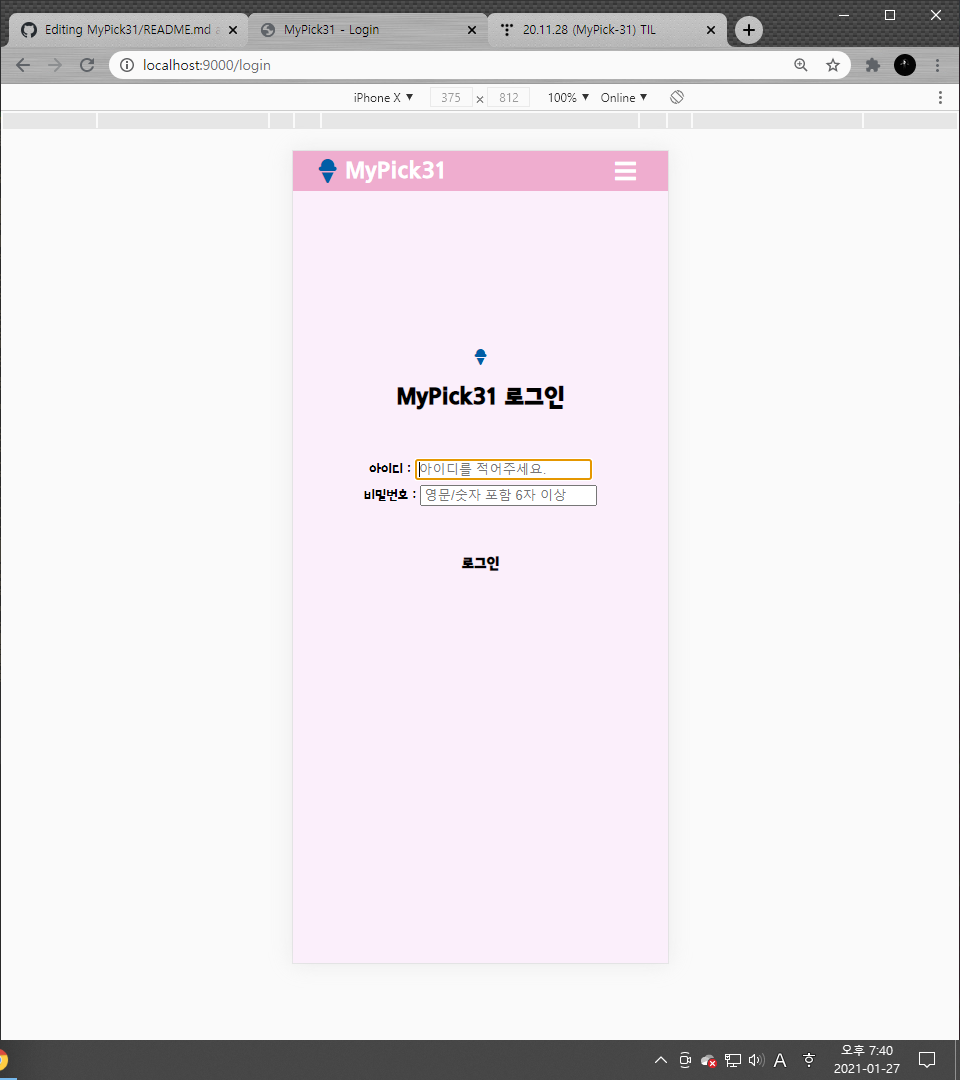 Editing MyPick31/README.md a
MyPick31 - Login
20.11.28 (MyPick-31) TIL
localhost:9000/login
iPhone X ▼ 375 × 812 100% ▼ Online ▼
MyPick31
MyPick31 로그인
아이디 : 아이디를 적어주세요.
비밀번호 : 영문/숫자 포함 6자 이상
로그인
A
오후 7:40
2021-01-27